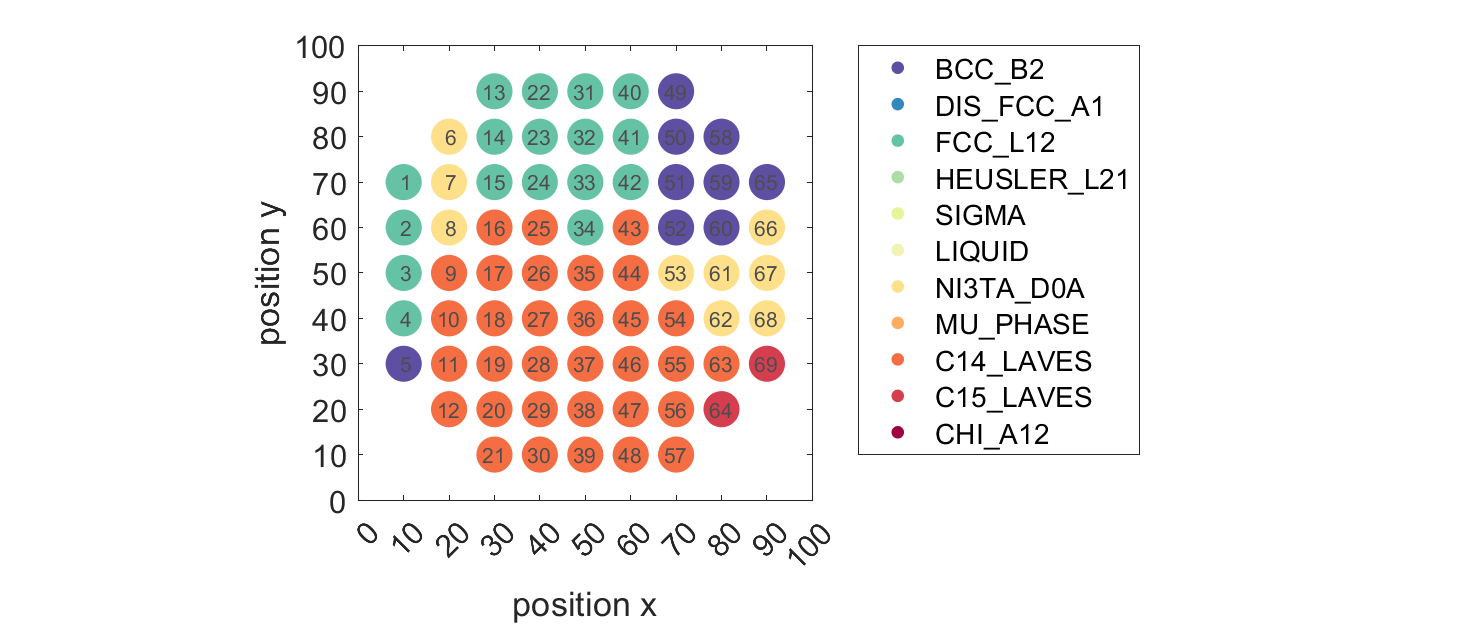 100
90
80
70
60
50
40
30
20
10
0
position y
13 22 31 40 49
6 14 23 32 41 50 58
1 7 15 24 33 42 51 59 65
2 8 16 25 34 43 52 60 66
3 9 17 26 35 44 53 61 67
4 10 18 27 36 45 54 62 68
5 11 19 28 37 46 55 63 69
12 20 29 38 47 56 64
21 30 39 48 57
0 10 20 30 40 50 60 70 80 90 100
position x
BCC_B2
DIS_FCC_A1
FCC_L12
HEUSLER_L21
SIGMA
LIQUID
NI3TA_D0A
MU_PHASE
C14_LAVES
C15_LAVES
CHI_A12